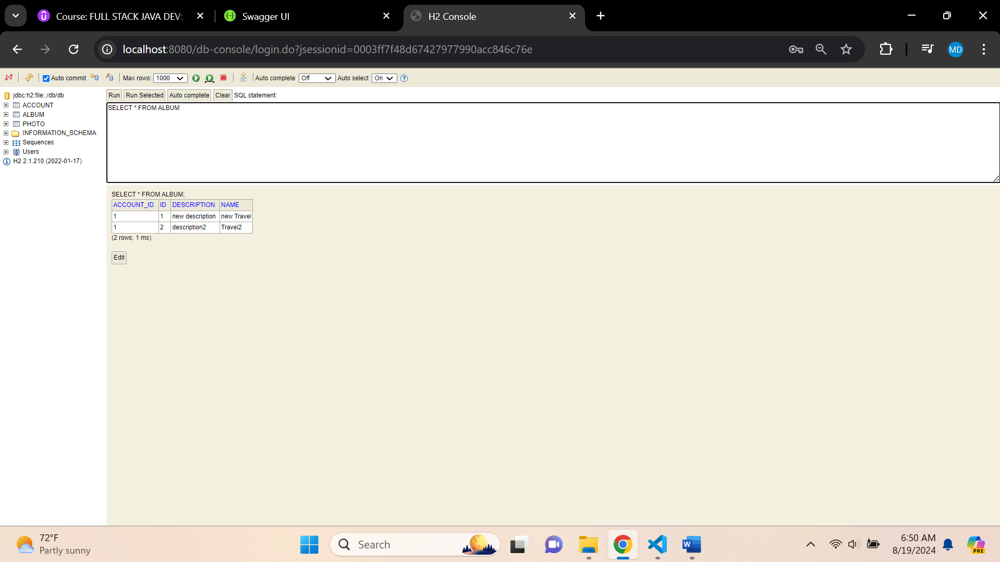 Course: FULL STACK JAVA DEV:
Swagger UI
H2 Console
localhost:8080/db-console/login.do?jsessionid=0003ff7f48d67427977990acc846c76e
MD
Auto commit
Max rows: 1000
Auto complete Off
Auto select On
jdbc:h2:file:./db/db
ACCOUNT
ALBUM
PHOTO
INFORMATION_SCHEMA
Sequences
Users
H2 2.1.210 (2022-01-17)
Run Run Selected Auto complete Clear SQL statement:
SELECT * FROM ALBUM
SELECT * FROM ALBUM;
ACCOUNT_ID ID DESCRIPTION NAME
1 1 new description new Travel
1 2 description2 Travel2
(2 rows, 1 ms)
Edit
72°F
Partly sunny
Search
W
6:50 AM
8/19/2024
PRE